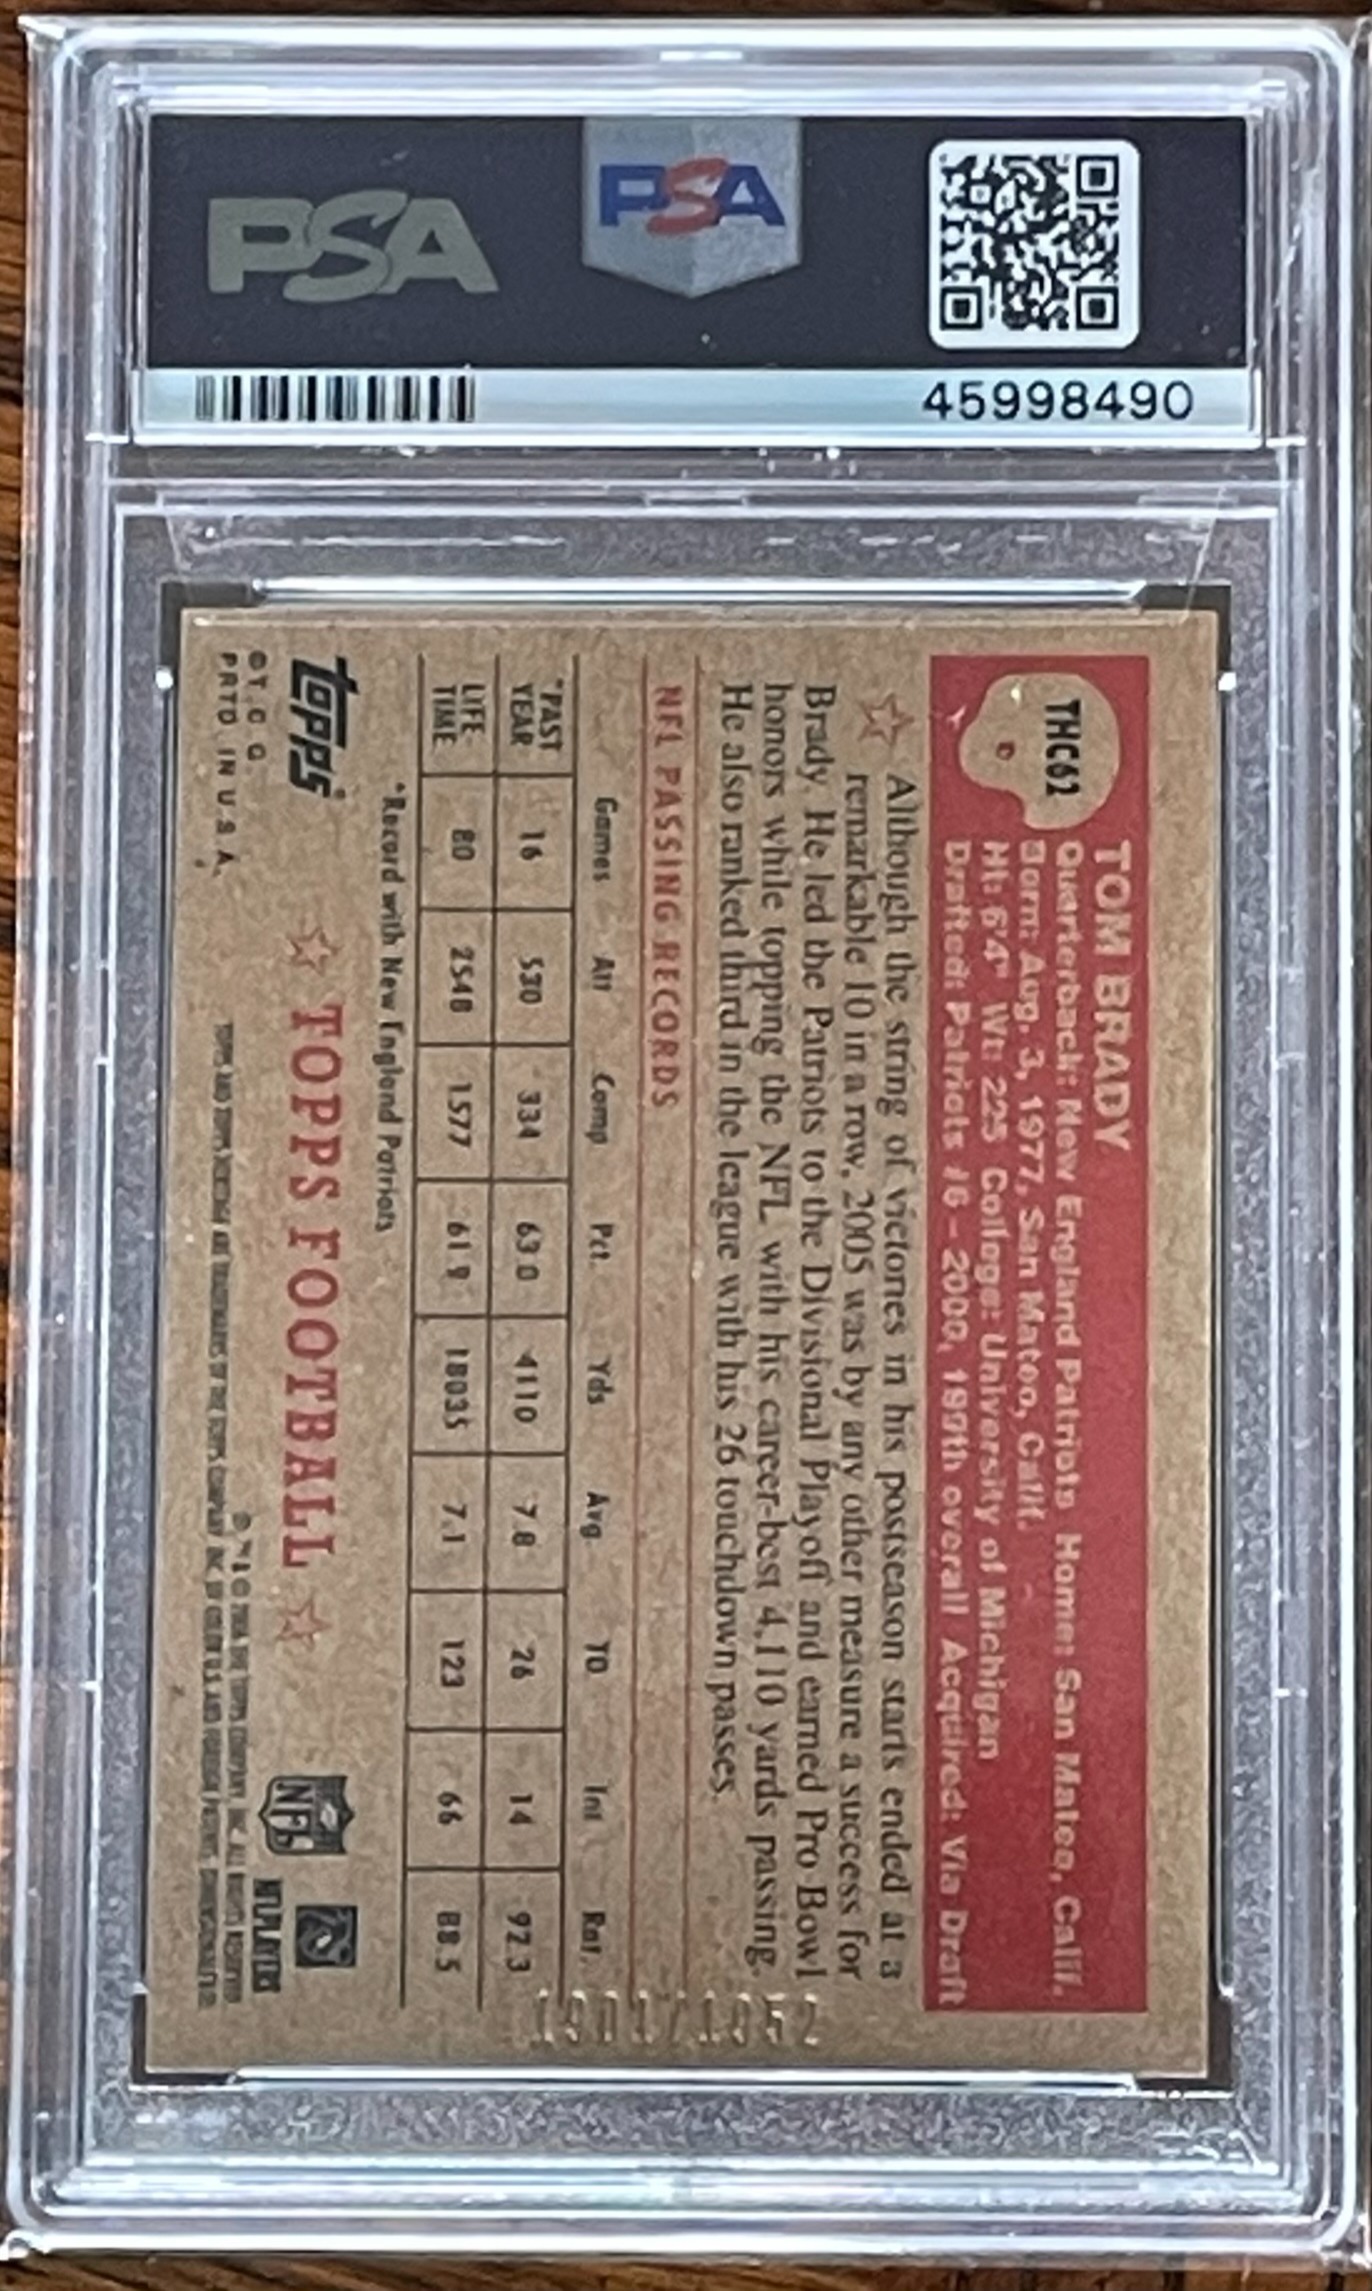 PSA
PSA
45998490
THC62
TOM BRADY
Quarterback: New England Patriots Home: San Mateo, Calif.
Born: Aug. 3, 1977, San Mateo, Calif.
Ht: 6'4" Wt: 225 College: University of Michigan
Drafted: Patriots #6 - 2000, 199th overall Acquired: Via Draft
Although the string of victories in his postseason starts ended at a
remarkable 10 in a row, 2005 was by any other measure a success for
Brady. He led the Patriots to the Divisional Playoff and earned Pro Bowl
honors while topping the NFL with his career-best 4,110 yards passing.
He also ranked third in the league with his 26 touchdown passes.
NFL PASSING RECORDS
Games Att Comp Pct. Yds Avg. TD Int Rat.
*PAST YEAR 16 530 334 63.0 4110 7.8 26 14 92.3
LIFE TIME 80 2548 1577 61.9 18035 7.1 123 66 88.5
*Record with New England Patriots
topps
☆ TOPPS FOOTBALL ☆
NFL
NFLPLAYERS
© T. C. G.
PRTD. IN U.S.A.
/1952